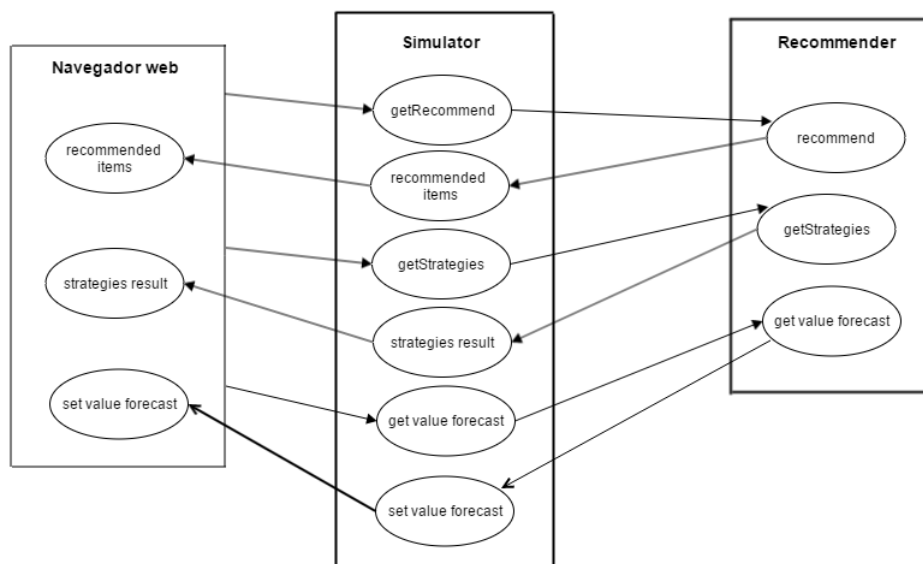 Navegador web
recommended
items
strategies result
set value forecast
Simulator
getRecommend
recommended
items
getStrategies
strategies result
get value forecast
set value forecast
Recommender
recommend
getStrategies
get value forecast